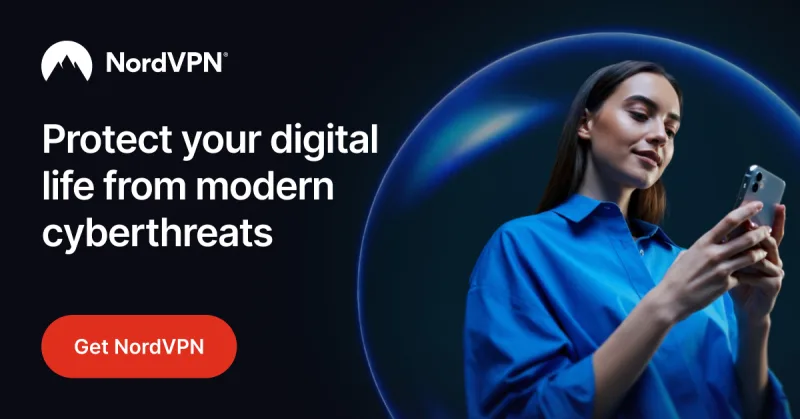 NordVPN®
Protect your digital
life from modern
cyberthreats
Get NordVPN